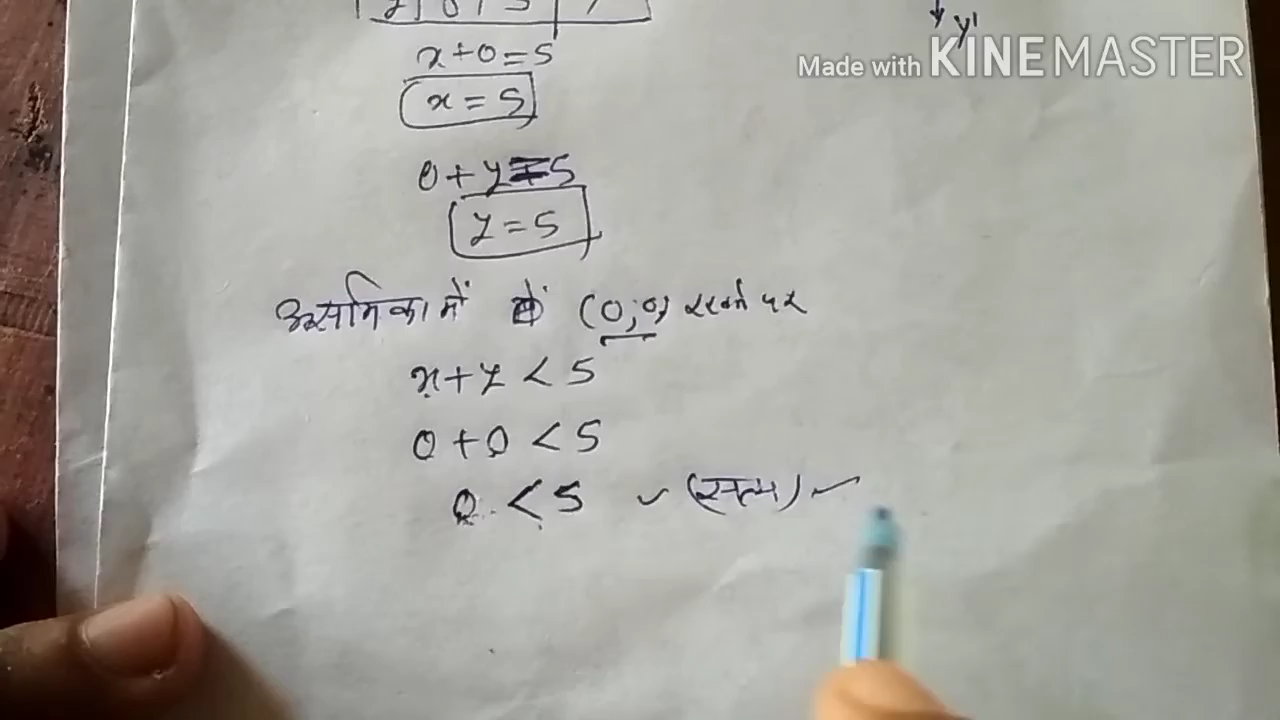 y'
Made with KINEMASTER
x + 0 = 5
x = 5
0 + y = 5
y = 5
असमिका में (0,0) रखने पर
x + y < 5
0 + 0 < 5
0 < 5 ✓ (सत्य) ✓